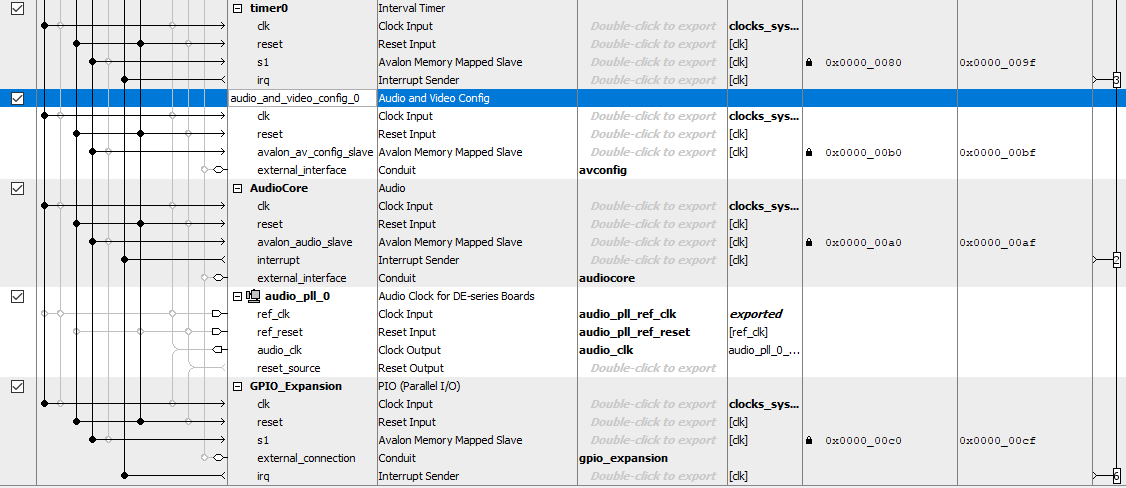 timer0 Interval Timer
clk Clock Input Double-click to export clocks_sys...
reset Reset Input Double-click to export [clk]
s1 Avalon Memory Mapped Slave Double-click to export [clk] 0x0000_0080 0x0000_009f
irq Interrupt Sender Double-click to export [clk] 3
audio_and_video_config_0 Audio and Video Config
clk Clock Input Double-click to export clocks_sys...
reset Reset Input Double-click to export [clk]
avalon_av_config_slave Avalon Memory Mapped Slave Double-click to export [clk] 0x0000_00b0 0x0000_00bf
external_interface Conduit avconfig
AudioCore Audio
clk Clock Input Double-click to export clocks_sys...
reset Reset Input Double-click to export [clk]
avalon_audio_slave Avalon Memory Mapped Slave Double-click to export [clk] 0x0000_00a0 0x0000_00af
interrupt Interrupt Sender Double-click to export [clk] 2
external_interface Conduit audiocore
audio_pll_0 Audio Clock for DE-series Boards
ref_clk Clock Input audio_pll_ref_clk exported
ref_reset Reset Input audio_pll_ref_reset [ref_clk]
audio_clk Clock Output audio_clk audio_pll_0_...
reset_source Reset Output Double-click to export
GPIO_Expansion PIO (Parallel I/O)
clk Clock Input Double-click to export clocks_sys...
reset Reset Input Double-click to export [clk]
s1 Avalon Memory Mapped Slave Double-click to export [clk] 0x0000_00c0 0x0000_00cf
external_connection Conduit gpio_expansion
irq Interrupt Sender Double-click to export [clk] 6